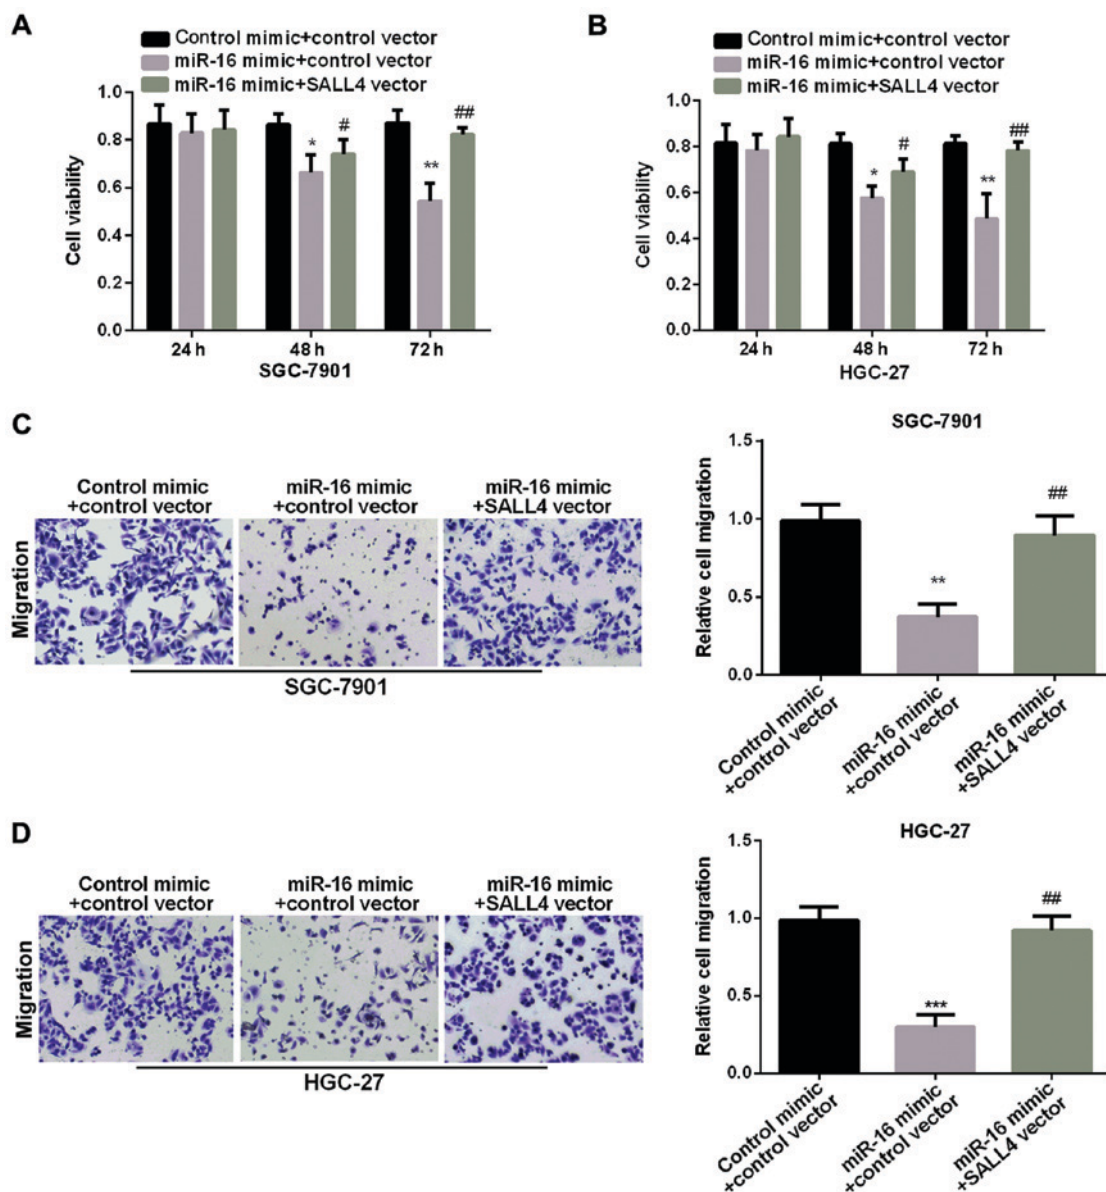 A
Control mimic+control vector
miR-16 mimic+control vector
miR-16 mimic+SALL4 vector
Cell viability
1.0
0.8
0.6
0.4
0.2
0.0
*
#
**
##
24 h
48 h
72 h
SGC-7901
B
Control mimic+control vector
miR-16 mimic+control vector
miR-16 mimic+SALL4 vector
Cell viability
1.0
0.8
0.6
0.4
0.2
0.0
*
#
**
##
24 h
48 h
72 h
HGC-27
C
Control mimic
+control vector
miR-16 mimic
+control vector
miR-16 mimic
+SALL4 vector
Migration
SGC-7901
SGC-7901
Relative cell migration
1.5
1.0
0.5
0.0
**
##
Control mimic
+control vector
miR-16 mimic
+control vector
miR-16 mimic
+SALL4 vector
D
Control mimic
+control vector
miR-16 mimic
+control vector
miR-16 mimic
+SALL4 vector
Migration
HGC-27
HGC-27
Relative cell migration
1.5
1.0
0.5
0.0
***
##
Control mimic
+control vector
miR-16 mimic
+control vector
miR-16 mimic
+SALL4 vector